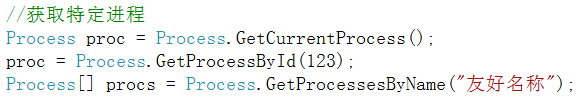 //获取特定进程
Process proc = Process.GetCurrentProcess();
proc = Process.GetProcessById(123);
Process[] procs = Process.GetProcessesByName("友好名称");